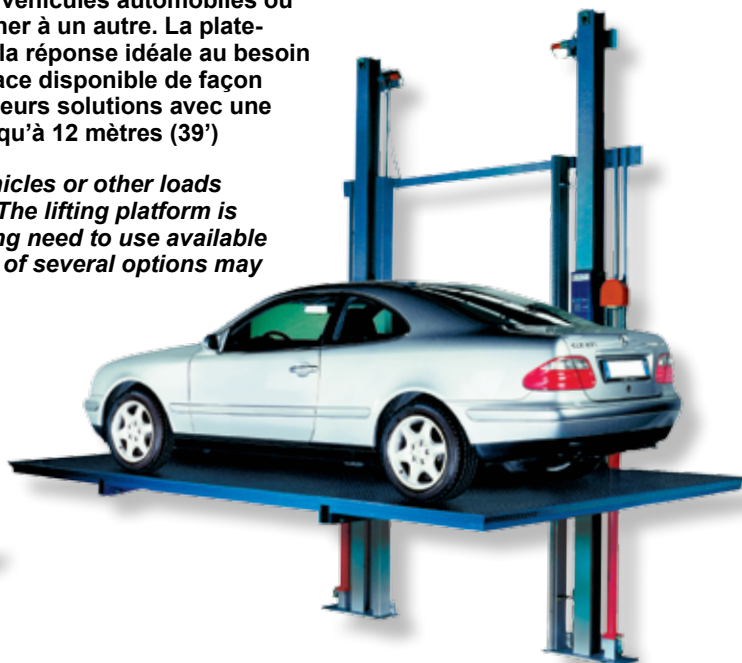 véhicules automobiles ou
ner à un autre. La plate-
la réponse idéale au besoin
ace disponible de façon
eurs solutions avec une
qu'à 12 mètres (39')
hicles or other loads
The lifting platform is
ng need to use available
of several options may